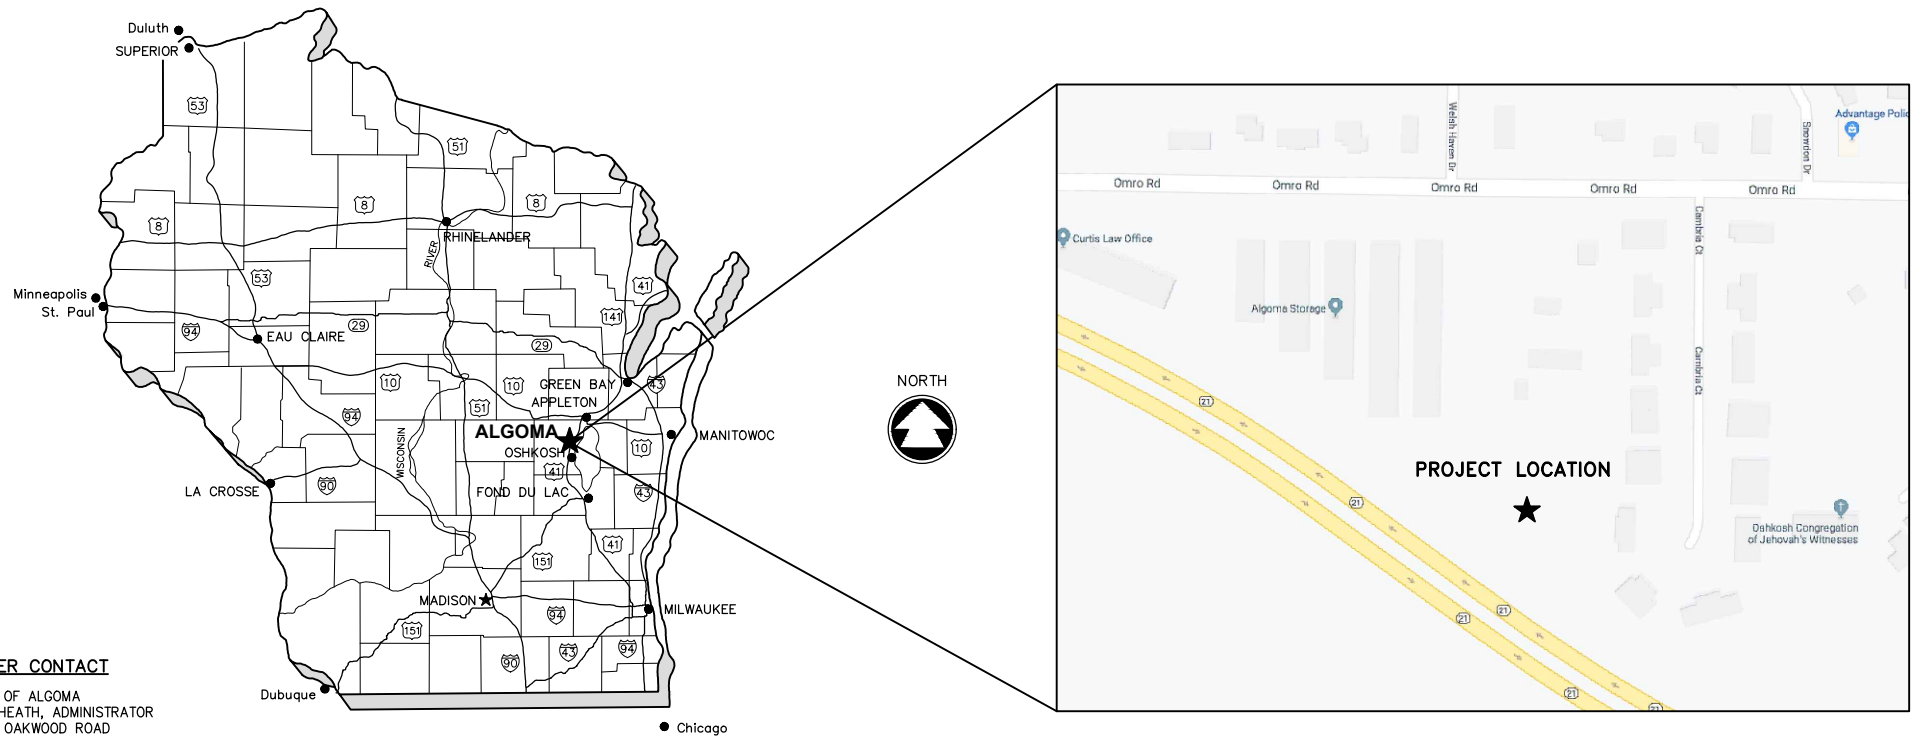 Duluth
SUPERIOR
53
51
8
8
8
RHINELANDER
RIVER
53
41
Minneapolis
St. Paul
141
94
29
EAU CLAIRE
29
10
10
GREEN BAY
43
51
APPLETON
94
ALGOMA
MANITOWOC
WISCONSIN
OSHKOSH
10
41
LA CROSSE
90
FOND DU LAC
43
41
151
MADISON
94
MILWAUKEE
151
90
43
94
Dubuque
Chicago
ER CONTACT
OF ALGOMA
HEATH, ADMINISTRATOR
OAKWOOD ROAD
NORTH
Welsh Haven Dr
Snowdon Dr
Advantage Polic
Omro Rd
Omro Rd
Omro Rd
Omro Rd
Omro Rd
Cambria Ct
Curtis Law Office
Algoma Storage
Cambria Ct
21
PROJECT LOCATION
21
Oshkosh Congregation
of Jehovah's Witnesses
21
21
21
21